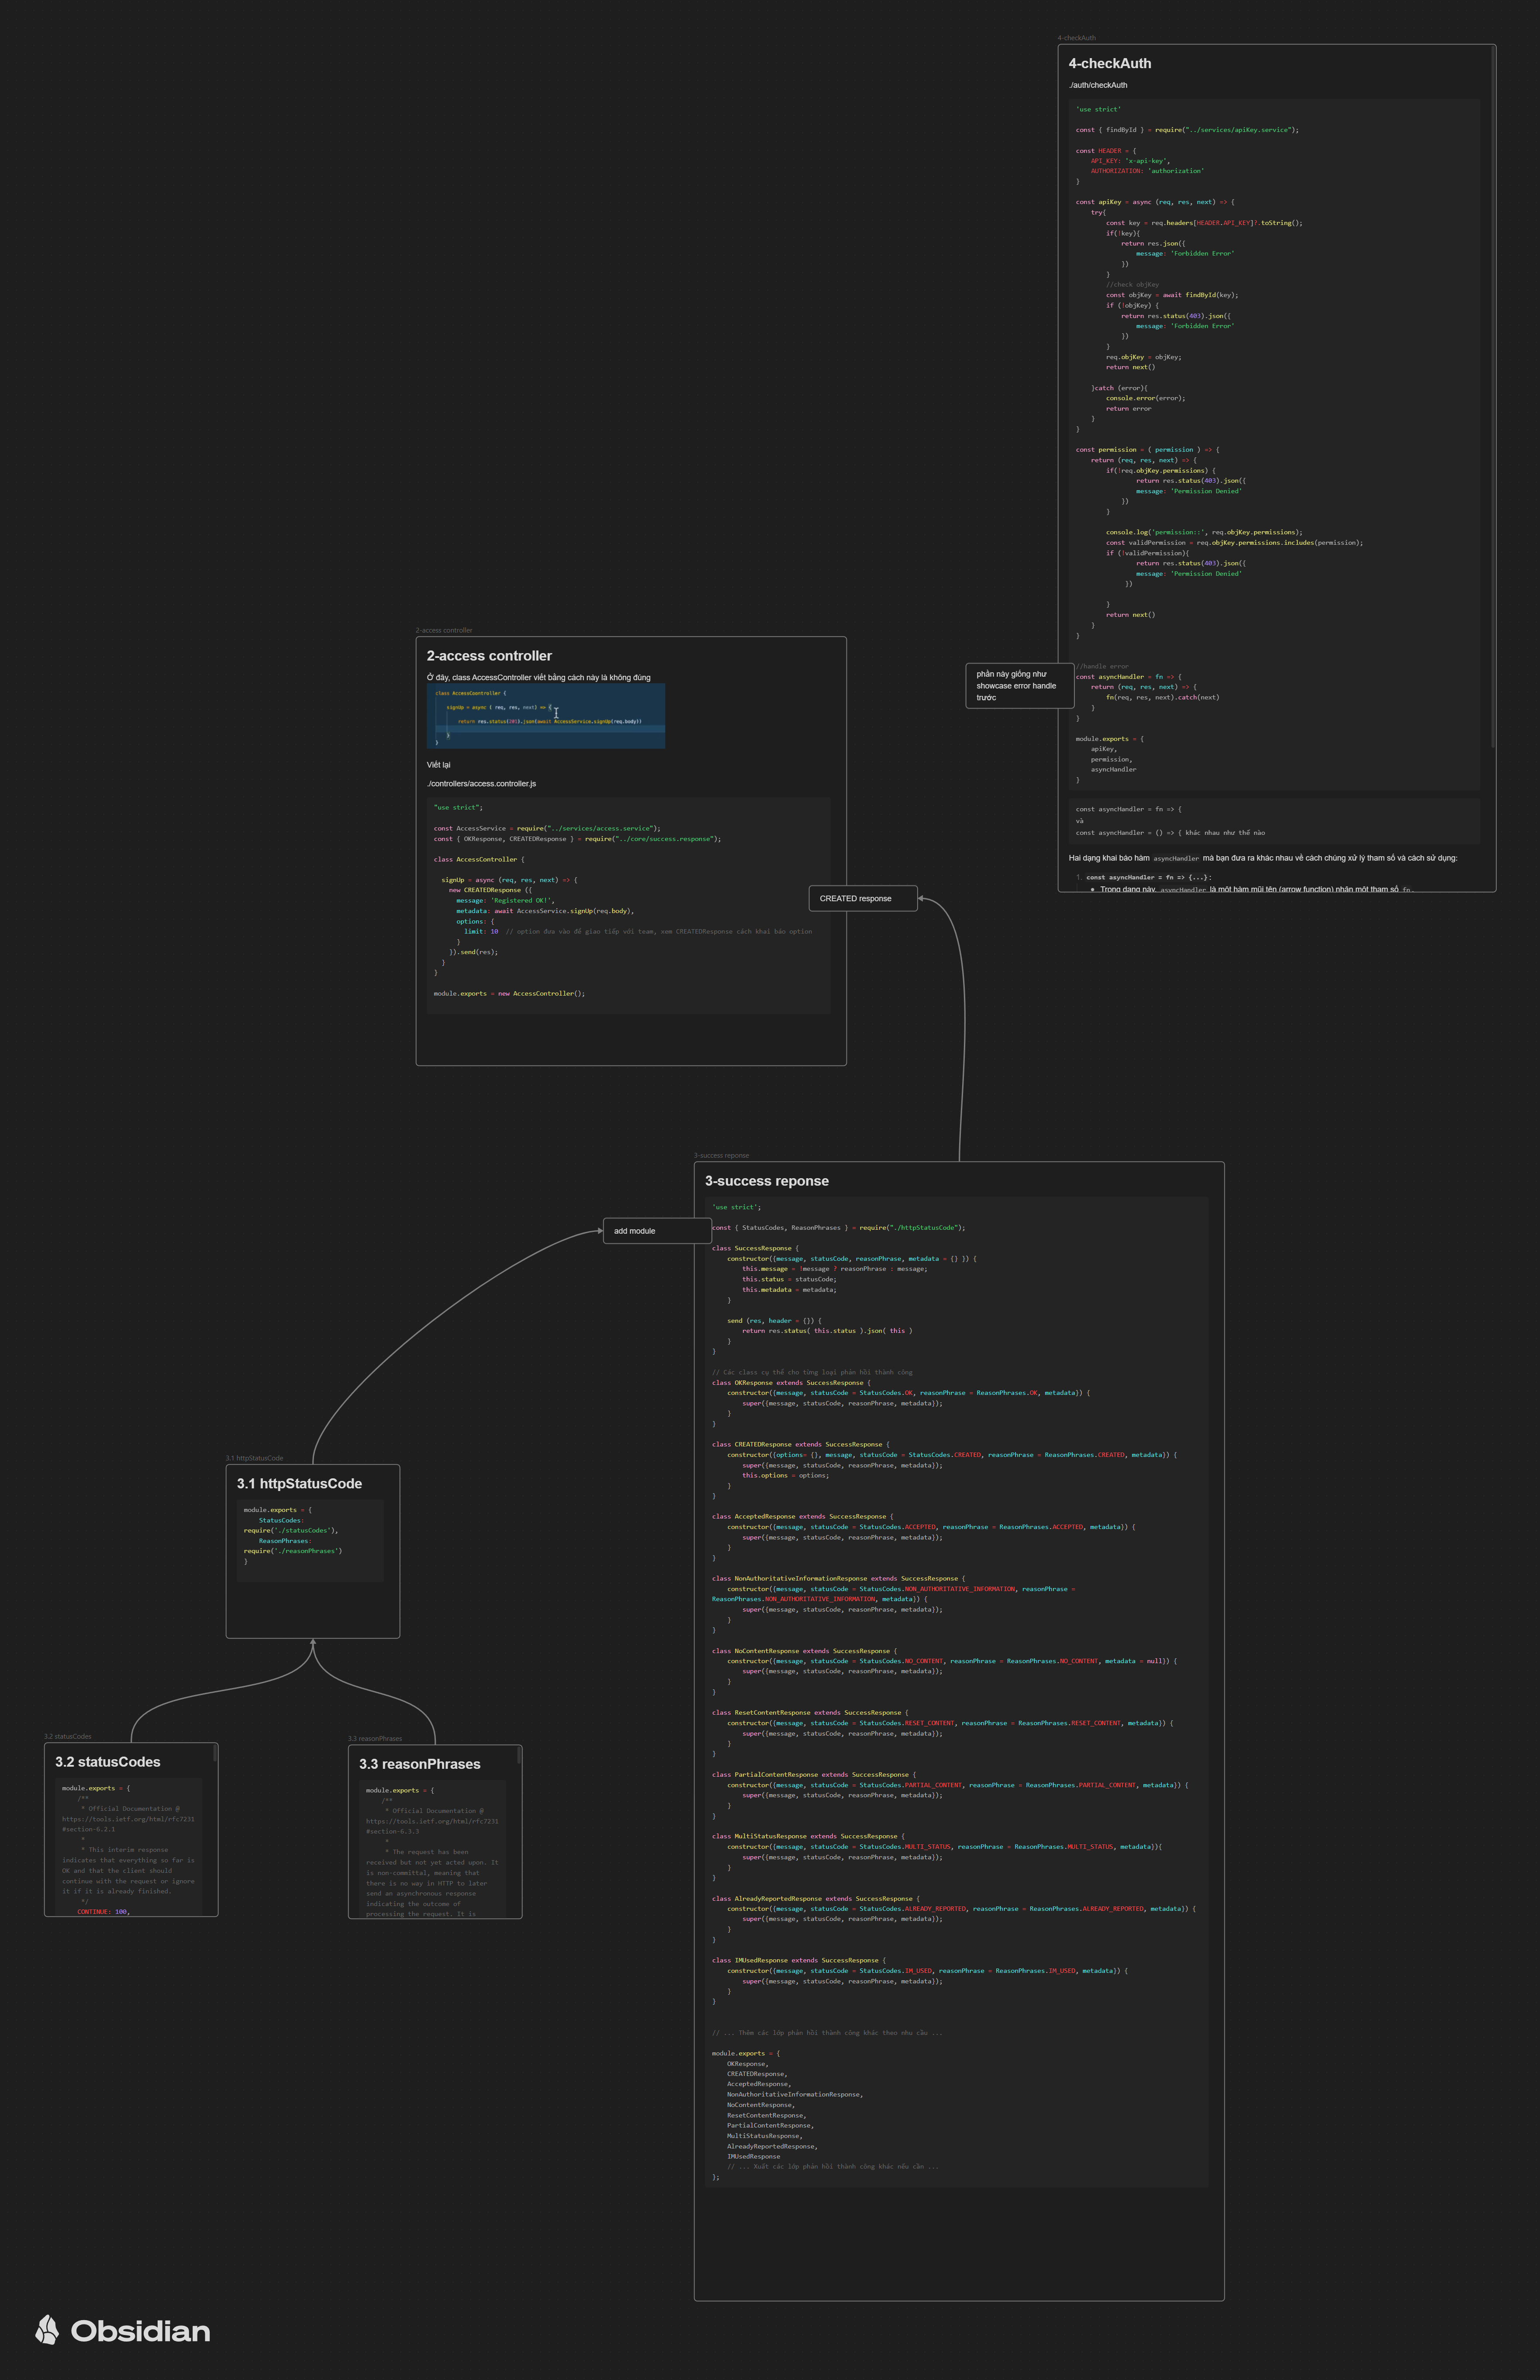 4-checkAuth
4-checkAuth
./auth/checkAuth
'use strict'
const { findById } = require("../services/apiKey.service");
const HEADER = {
    API_KEY: 'x-api-key',
    AUTHORIZATION: 'authorization'
}
const apiKey = async (req, res, next) => {
    try{
        const key = req.headers[HEADER.API_KEY]?.toString();
        if(!key){
            return res.json({
                message: 'Forbidden Error'
            })
        }
        //check objKey
        const objKey = await findById(key);
        if (!objKey) {
            return res.status(403).json({
                message: 'Forbidden Error'
            })
        }
        req.objKey = objKey;
        return next()
    }catch (error){
        console.error(error);
        return error
    }
}
const permission = ( permission ) => {
    return (req, res, next) => {
        if(!req.objKey.permissions) {
                return res.status(403).json({
                message: 'Permission Denied'
            })
        }
        console.log('permission::', req.objKey.permissions);
        const validPermission = req.objKey.permissions.includes(permission);
        if (!validPermission){
                return res.status(403).json({
                message: 'Permission Denied'
             })
        }
        return next()
    }
}
//handle error
const asyncHandler = fn => {
    return (req, res, next) => {
        fn(req, res, next).catch(next)
    }
}
module.exports = {
    apiKey,
    permission,
    asyncHandler
}
const asyncHandler = fn => {
và
const asyncHandler = () => { khác nhau như thế nào
Hai dạng khai báo hàm asyncHandler mà bạn đưa ra khác nhau về cách chúng xử lý tham số và cách sử dụng:
1. const asyncHandler = fn => {...}:
• Trong dạng này, asyncHandler là một hàm mũi tên (arrow function) nhận một tham số fn.
phần này giống như
showcase error handle
trước
2-access controller
2-access controller
Ở đây, class AccessController viết bằng cách này là không đúng
class AccessController {
    signUp = async ( req, res, next) => {
        return res.status(201).json(await AccessService.signUp(req.body))
    }
}
Viết lại
./controllers/access.controller.js
"use strict";
const AccessService = require("../services/access.service");
const { OKResponse, CREATEDResponse } = require("../core/success.response");
class AccessController {
  signUp = async (req, res, next) => {
    new CREATEDResponse ({
      message: 'Registered OK!',
      metadata: await AccessService.signUp(req.body),
      options: {
        limit: 10  // option đưa vào để giao tiếp với team, xem CREATEDResponse cách khai báo option
      }
    }).send(res);
  }
}
module.exports = new AccessController();
CREATED response
3-success reponse
3-success reponse
add module
'use strict';
const { StatusCodes, ReasonPhrases } = require("./httpStatusCode");
class SuccessResponse {
    constructor({message, statusCode, reasonPhrase, metadata = {} }) {
        this.message = !message ? reasonPhrase : message;
        this.status = statusCode;
        this.metadata = metadata;
    }
    send (res, header = {}) {
        return res.status( this.status ).json( this )
    }
}
// Các class cụ thể cho từng loại phản hồi thành công
class OKResponse extends SuccessResponse {
    constructor({message, statusCode = StatusCodes.OK, reasonPhrase = ReasonPhrases.OK, metadata}) {
        super({message, statusCode, reasonPhrase, metadata});
    }
}
class CREATEDResponse extends SuccessResponse {
    constructor({options= {}, message, statusCode = StatusCodes.CREATED, reasonPhrase = ReasonPhrases.CREATED, metadata}) {
        super({message, statusCode, reasonPhrase, metadata});
        this.options = options;
    }
}
class AcceptedResponse extends SuccessResponse {
    constructor({message, statusCode = StatusCodes.ACCEPTED, reasonPhrase = ReasonPhrases.ACCEPTED, metadata}) {
        super({message, statusCode, reasonPhrase, metadata});
    }
}
class NonAuthoritativeInformationResponse extends SuccessResponse {
    constructor({message, statusCode = StatusCodes.NON_AUTHORITATIVE_INFORMATION, reasonPhrase =
ReasonPhrases.NON_AUTHORITATIVE_INFORMATION, metadata}) {
        super({message, statusCode, reasonPhrase, metadata});
    }
}
class NoContentResponse extends SuccessResponse {
    constructor({message, statusCode = StatusCodes.NO_CONTENT, reasonPhrase = ReasonPhrases.NO_CONTENT, metadata = null}) {
        super({message, statusCode, reasonPhrase, metadata});
    }
}
class ResetContentResponse extends SuccessResponse {
    constructor({message, statusCode = StatusCodes.RESET_CONTENT, reasonPhrase = ReasonPhrases.RESET_CONTENT, metadata}) {
        super({message, statusCode, reasonPhrase, metadata});
    }
}
class PartialContentResponse extends SuccessResponse {
    constructor({message, statusCode = StatusCodes.PARTIAL_CONTENT, reasonPhrase = ReasonPhrases.PARTIAL_CONTENT, metadata}) {
        super({message, statusCode, reasonPhrase, metadata});
    }
}
class MultiStatusResponse extends SuccessResponse {
    constructor({message, statusCode = StatusCodes.MULTI_STATUS, reasonPhrase = ReasonPhrases.MULTI_STATUS, metadata}){
        super({message, statusCode, reasonPhrase, metadata});
    }
}
class AlreadyReportedResponse extends SuccessResponse {
    constructor({message, statusCode = StatusCodes.ALREADY_REPORTED, reasonPhrase = ReasonPhrases.ALREADY_REPORTED, metadata}) {
        super({message, statusCode, reasonPhrase, metadata});
    }
}
class IMUsedResponse extends SuccessResponse {
    constructor({message, statusCode = StatusCodes.IM_USED, reasonPhrase = ReasonPhrases.IM_USED, metadata}) {
        super({message, statusCode, reasonPhrase, metadata});
    }
}
// ... Thêm các lớp phản hồi thành công khác theo nhu cầu ...
module.exports = {
    OKResponse,
    CREATEDResponse,
    AcceptedResponse,
    NonAuthoritativeInformationResponse,
    NoContentResponse,
    ResetContentResponse,
    PartialContentResponse,
    MultiStatusResponse,
    AlreadyReportedResponse,
    IMUsedResponse
    // ... Xuất các lớp phản hồi thành công khác nếu cần ...
};
3.1 httpStatusCode
3.1 httpStatusCode
module.exports = {
    StatusCodes:
require('./statusCodes'),
    ReasonPhrases:
require('./reasonPhrases')
}
3.2 statusCodes
3.2 statusCodes
module.exports = {
    /**
    * Official Documentation @
https://tools.ietf.org/html/rfc7231
#section-6.2.1
    *
    * This interim response
indicates that everything so far is
OK and that the client should
continue with the request or ignore
it if it is already finished.
    */
    CONTINUE: 100,
3.3 reasonPhrases
3.3 reasonPhrases
module.exports = {
    /**
    * Official Documentation @
https://tools.ietf.org/html/rfc7231
#section-6.3.3
    *
    * The request has been
received but not yet acted upon. It
is non-committal, meaning that
there is no way in HTTP to later
send an asynchronous response
indicating the outcome of
processing the request. It is
Obsidian